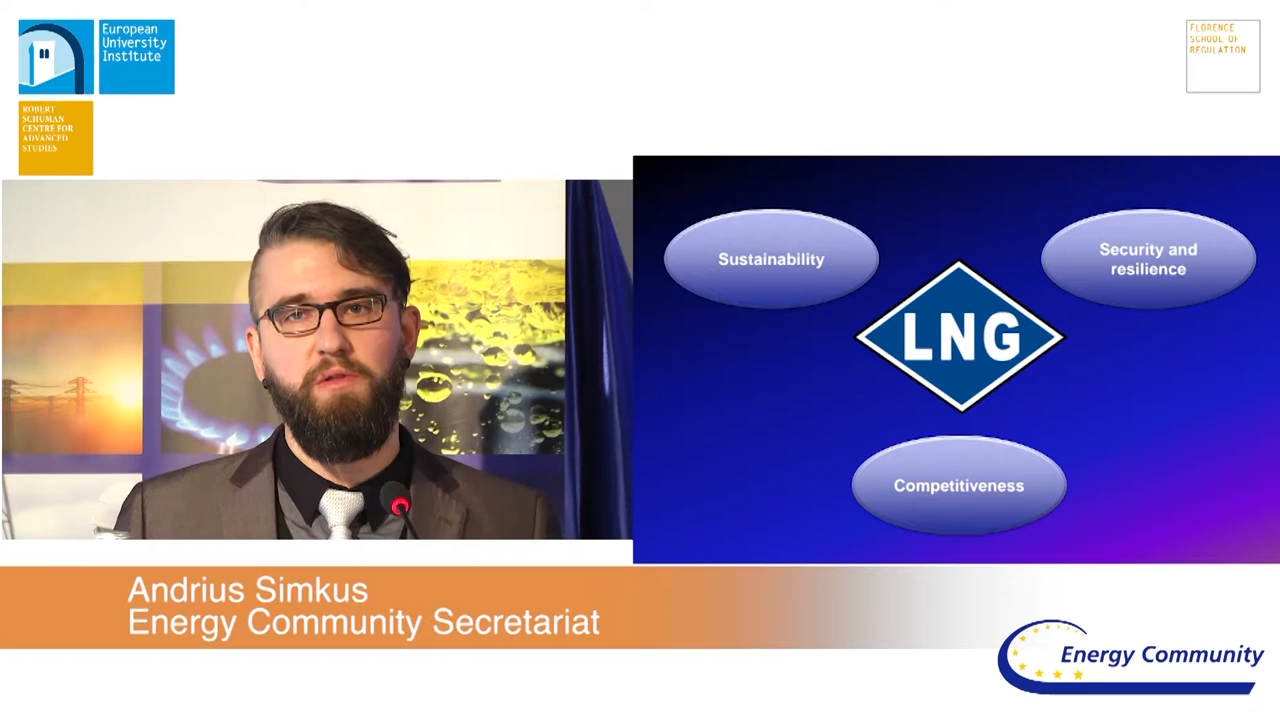 European
University
Institute
FLORENCE
SCHOOL OF
REGULATION
ROBERT
SCHUMAN
CENTRE FOR
ADVANCED
STUDIES
Sustainability
Security and
resilience
LNG
Competitiveness
Andrius Simkus
Energy Community Secretariat
Energy Community